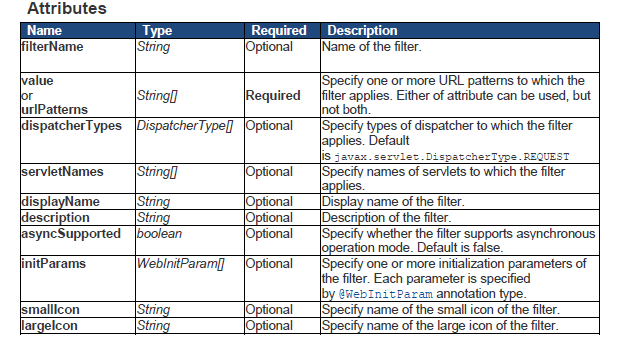 Attributes
Name Type Required Description
filterName String Optional Name of the filter.
value
or
urlPatterns
String[] Required
Specify one or more URL patterns to which the
filter applies. Either of attribute can be used, but
not both.
dispatcherTypes DispatcherType[] Optional Specify types of dispatcher to which the filter
applies. Default
is javax.servlet.DispatcherType.REQUEST
servletNames String[] Optional Specify names of servlets to which the filter
applies.
displayName String Optional Display name of the filter.
description String Optional Description of the filter.
asyncSupported boolean Optional Specify whether the filter supports asynchronous
operation mode. Default is false.
initParams WebInitParam[] Optional Specify one or more initialization parameters of
the filter. Each parameter is specified
by @WebInitParam annotation type.
smallIcon String Optional Specify name of the small icon of the filter.
largeIcon String Optional Specify name of the large icon of the filter.